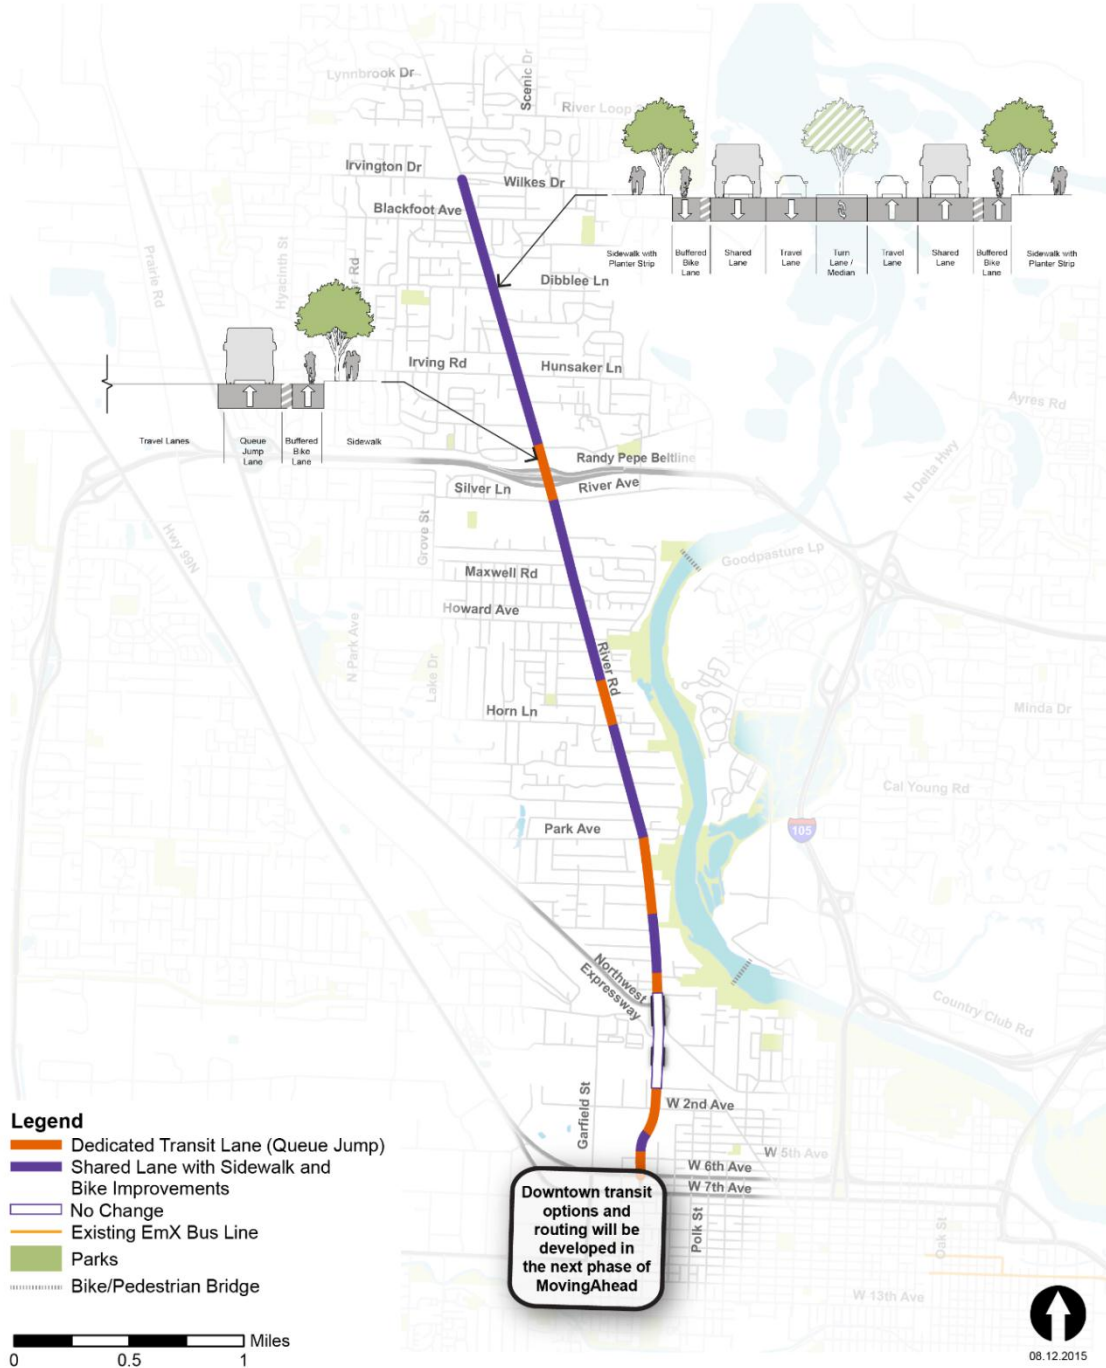 Lynnbrook Dr
Scenic Dr
River Loop
Irvington Dr
Wilkes Dr
Blackfoot Ave
Prairie Rd
Hyacinth St
Dibblee Ln
Sidewalk with
Planter Strip
Buffered
Bike
Lane
Shared
Lane
Travel
Lane
Turn
Lane /
Median
Travel
Lane
Shared
Lane
Buffered
Bike
Lane
Sidewalk with
Planter Strip
Irving Rd
Hunsaker Ln
Ayres Rd
Travel Lanes
Queue
Jump
Lane
Buffered
Bike
Lane
Sidewalk
Randy Pepe Beltline
Silver Ln
River Ave
N Delta Hwy
Grove St
Hwy 99N
Goodpasture Lp
Maxwell Rd
Howard Ave
N Park Ave
Lake Dr
River Rd
Horn Ln
Minda Dr
Cal Young Rd
Park Ave
105
Northwest
Expressway
Country Club Rd
Garfield St
W 2nd Ave
W 5th Ave
W 6th Ave
W 7th Ave
Polk St
Oak St
W 13th Ave
Downtown transit
options and
routing will be
developed in
the next phase of
MovingAhead
Legend
Dedicated Transit Lane (Queue Jump)
Shared Lane with Sidewalk and
Bike Improvements
No Change
Existing EmX Bus Line
Parks
Bike/Pedestrian Bridge
Miles
0 0.5 1
08.12.2015